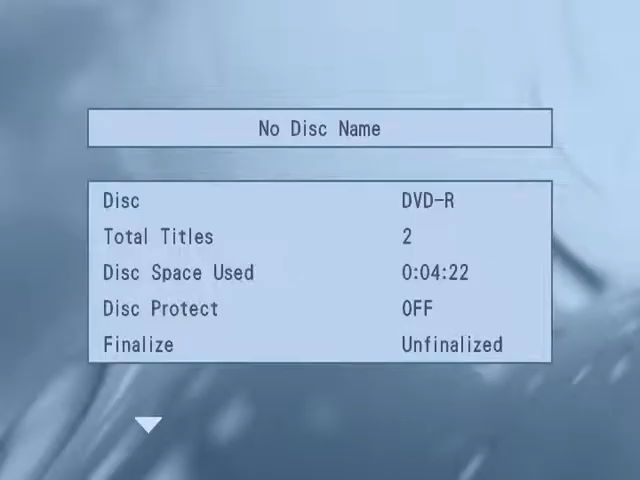 No Disc Name
Disc DVD-R
Total Titles 2
Disc Space Used 0:04:22
Disc Protect OFF
Finalize Unfinalized